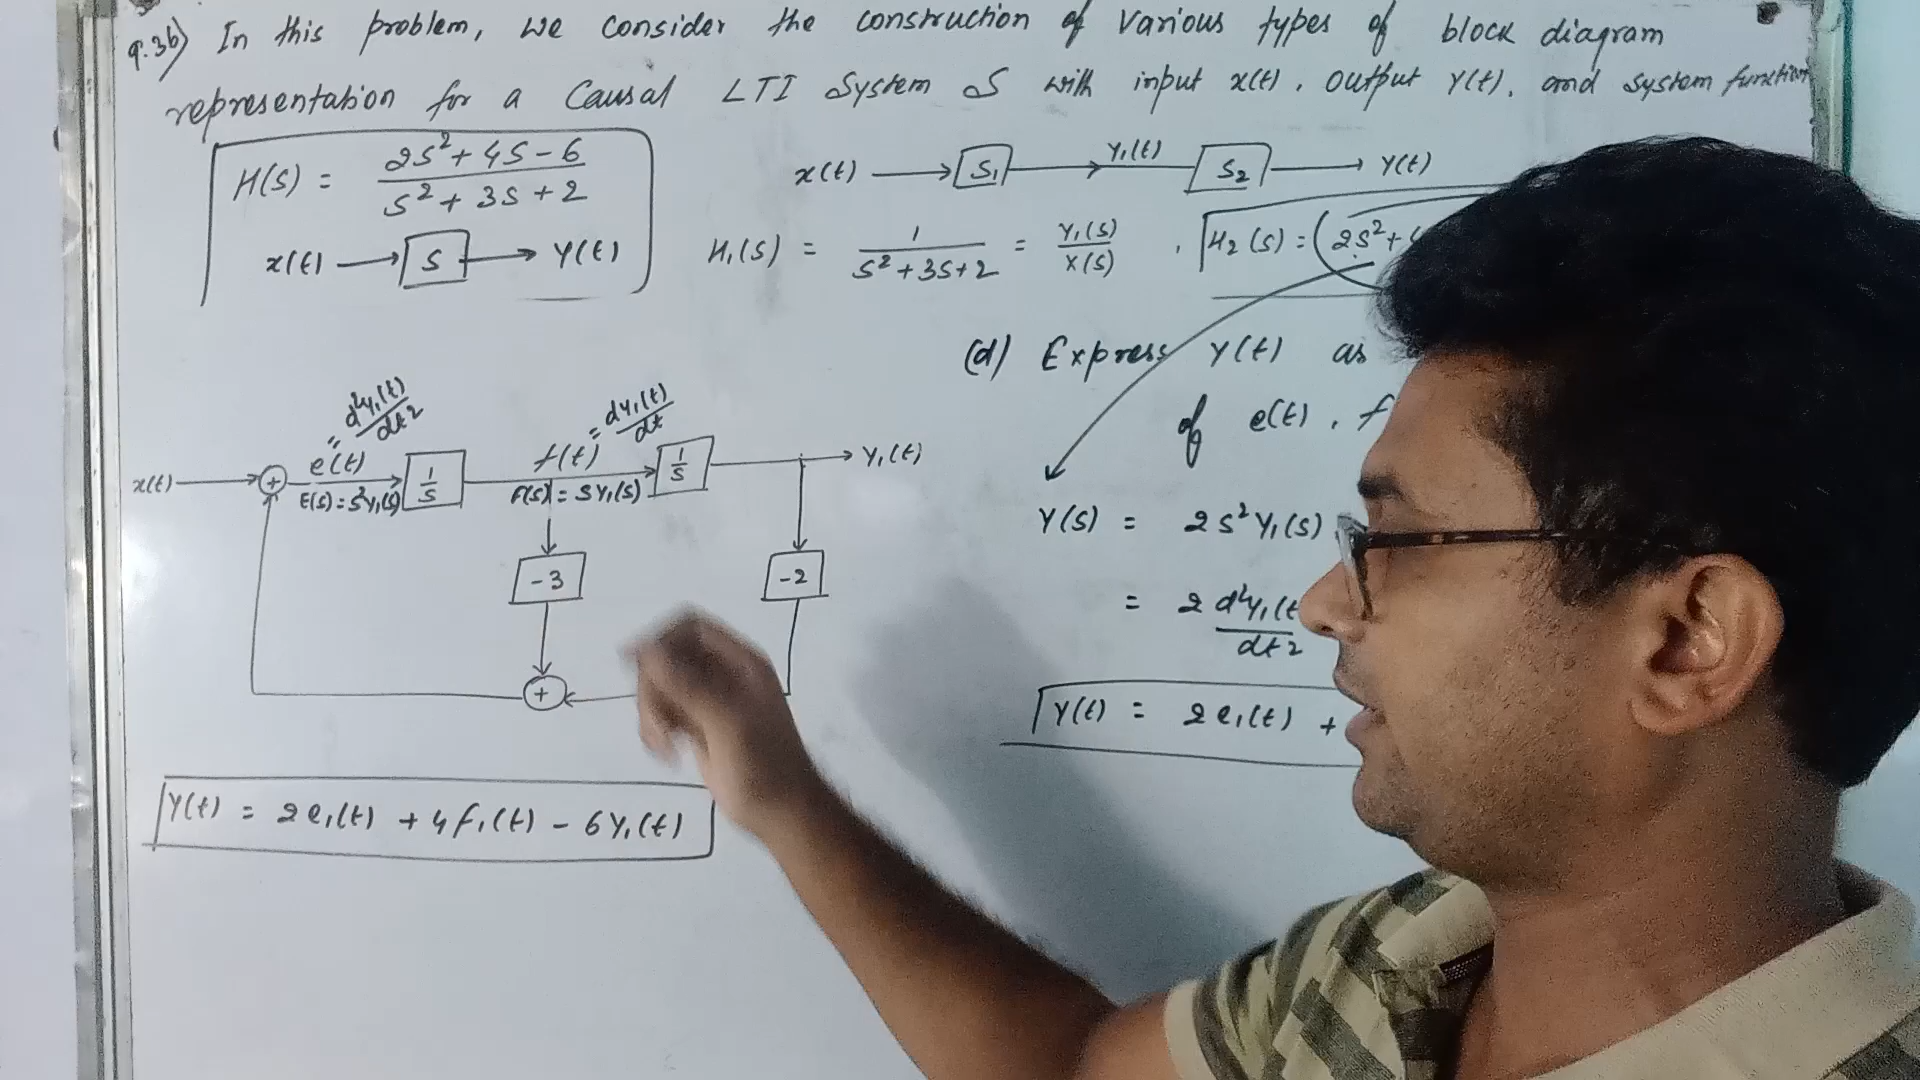 9.36) In this problem, we consider the construction of various types of block diagram
representation for a causal LTI system S with input x(t), output y(t), and system function
H(s) = 2s²+4s-6 / s²+3s+2
x(t) → S → y(t)
x(t) → S₁ → y₁(t) → S₂ → y(t)
H₁(s) = 1 / s²+3s+2 = Y₁(s) / X(s) , H₂(s) = (2s²+
(d) Express y(t) as
of e(t), f
= d²y₁(t)/dt²
= dy₁(t)/dt
x(t) + e(t) 1/s f(t) 1/s y₁(t)
E(s) = s²Y₁(s) F(s) = sY₁(s)
-3 -2
+
Y(s) = 2s²Y₁(s)
= 2 d²y₁(t / dt²
y(t) = 2e₁(t) +
y(t) = 2e₁(t) + 4f₁(t) - 6y₁(t)